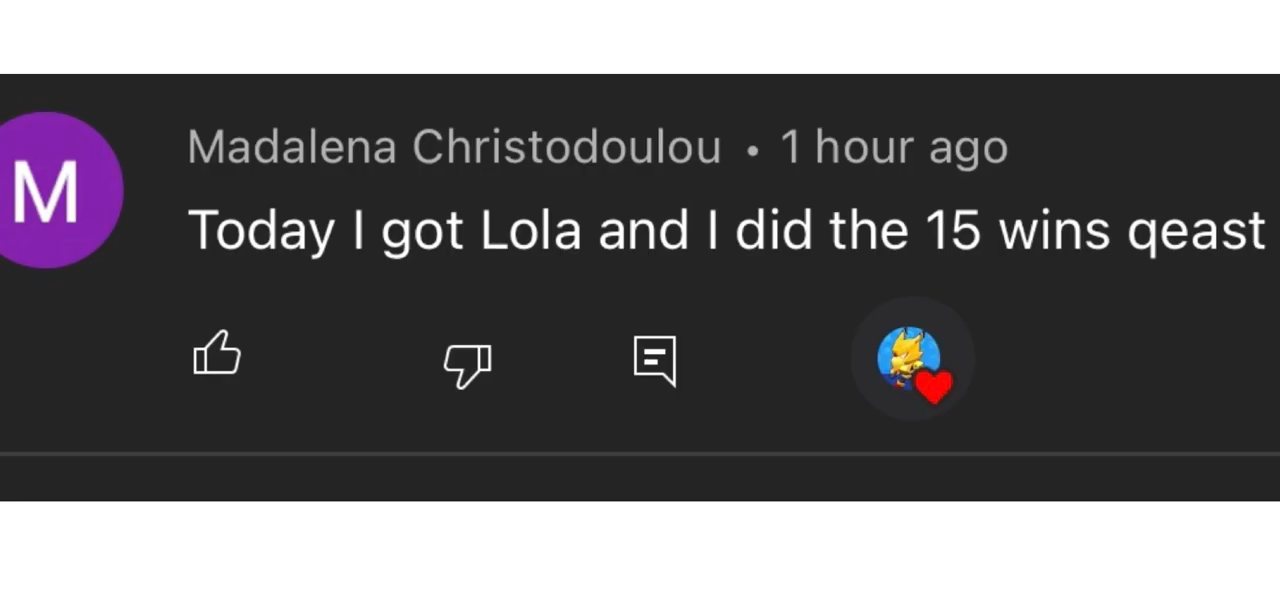 M
Madalena Christodoulou • 1 hour ago
Today I got Lola and I did the 15 wins qeast